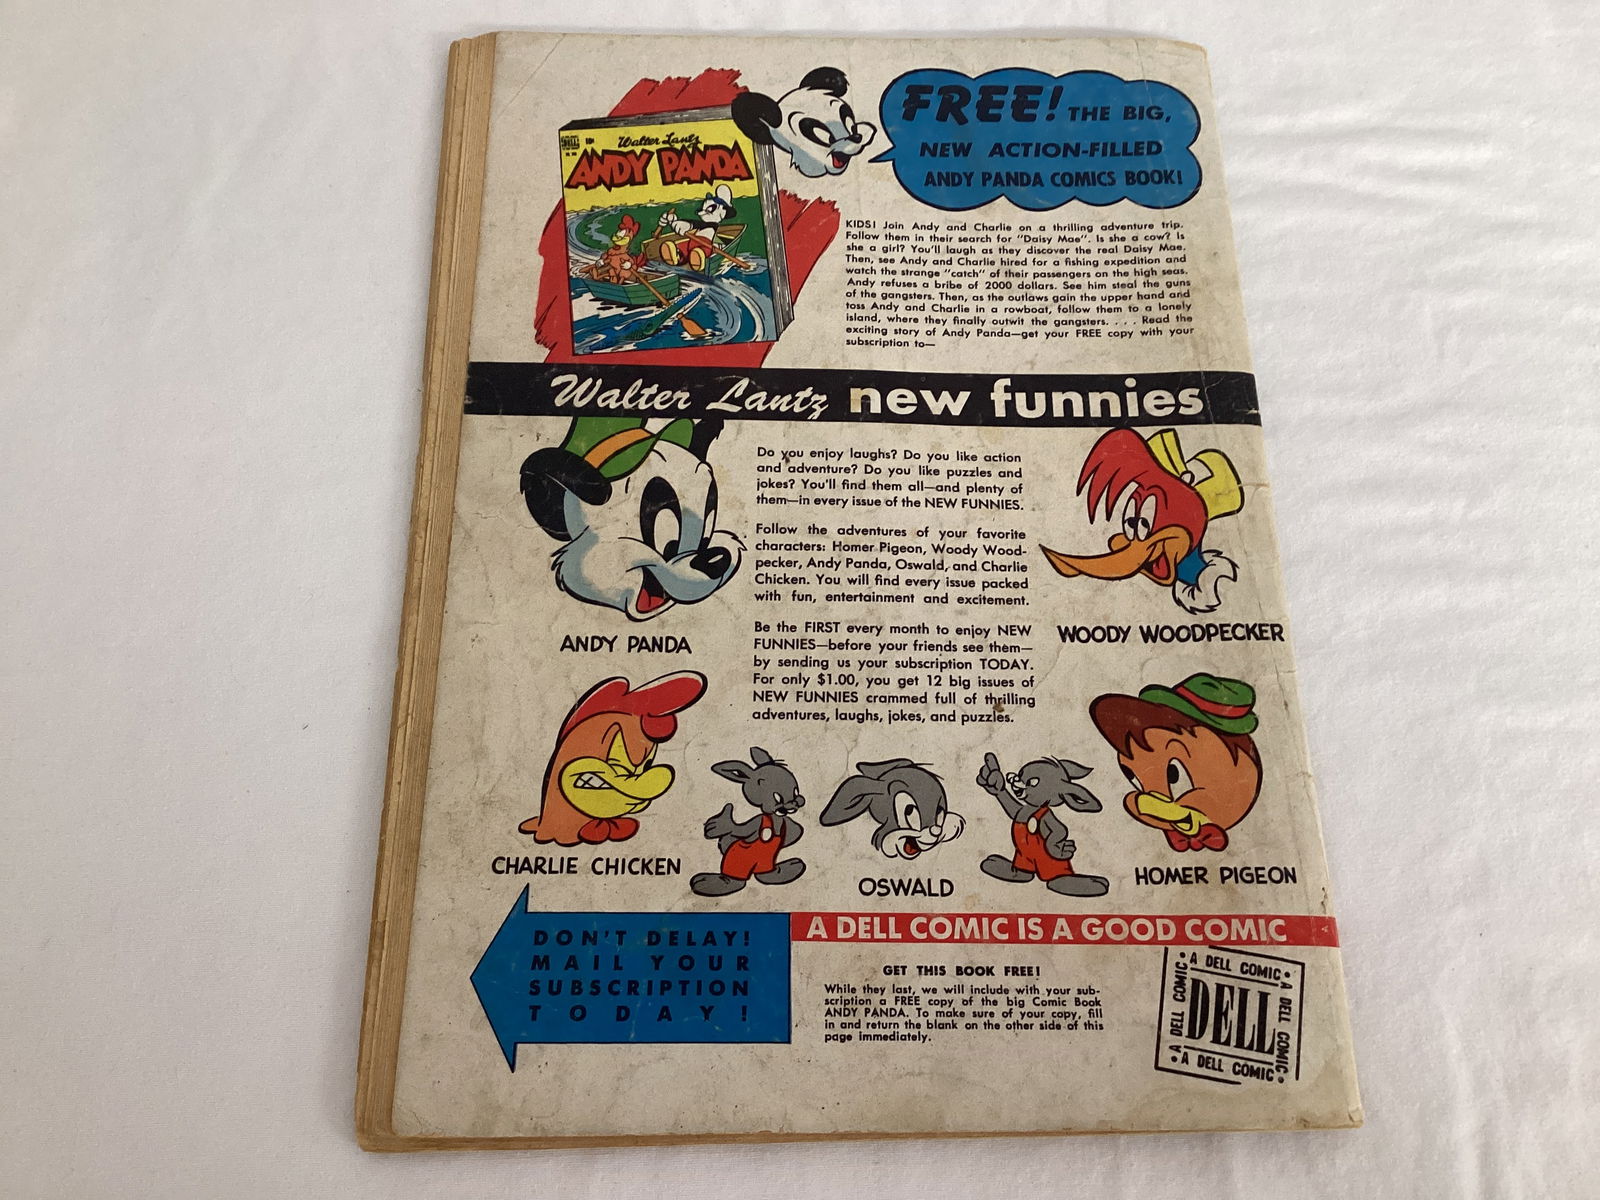 FREE! THE BIG,
NEW ACTION-FILLED
ANDY PANDA COMICS BOOK!
10¢
Walter Lantz
ANDY PANDA
KIDS! Join Andy and Charlie on a thrilling adventure trip.
Follow them in their search for "Daisy Mae". Is she a cow? Is
she a girl? You'll laugh as they discover the real Daisy Mae.
Then, see Andy and Charlie hired for a fishing expedition and
watch the strange "catch" of their passengers on the high seas.
Andy refuses a bribe of 2000 dollars. See him steal the guns
of the gangsters. Then, as the outlaws gain the upper hand and
toss Andy and Charlie in a rowboat, follow them to a lonely
island, where they finally outwit the gangsters. . . . Read the
exciting story of Andy Panda—get your FREE copy with your
subscription to—
Walter Lantz new funnies
Do you enjoy laughs? Do you like action
and adventure? Do you like puzzles and
jokes? You'll find them all—and plenty of
them—in every issue of the NEW FUNNIES.
Follow the adventures of your favorite
characters: Homer Pigeon, Woody Wood-
pecker, Andy Panda, Oswald, and Charlie
Chicken. You will find every issue packed
with fun, entertainment and excitement.
Be the FIRST every month to enjoy NEW
FUNNIES—before your friends see them—
by sending us your subscription TODAY.
For only $1.00, you get 12 big issues of
NEW FUNNIES crammed full of thrilling
adventures, laughs, jokes, and puzzles.
ANDY PANDA
WOODY WOODPECKER
CHARLIE CHICKEN
OSWALD
HOMER PIGEON
DON'T DELAY!
MAIL YOUR
SUBSCRIPTION
TODAY!
A DELL COMIC IS A GOOD COMIC
GET THIS BOOK FREE!
While they last, we will include with your sub-
scription a FREE copy of the big Comic Book
ANDY PANDA. To make sure of your copy, fill
in and return the blank on the other side of this
page immediately.
• A DELL COMIC •
A DELL COMIC
DELL
A DELL COMIC
• A DELL COMIC •